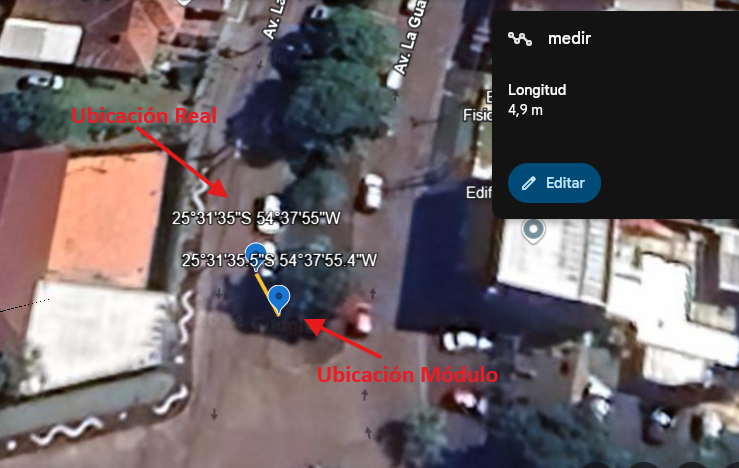 Av. La
Av. La Gua
medir
Longitud
4,9 m
Editar
Ubicación Real
E
Fisio
Edif
25°31'35"S 54°37'55"W
25°31'35.5"S 54°37'55.4"W
Ubicación Módulo